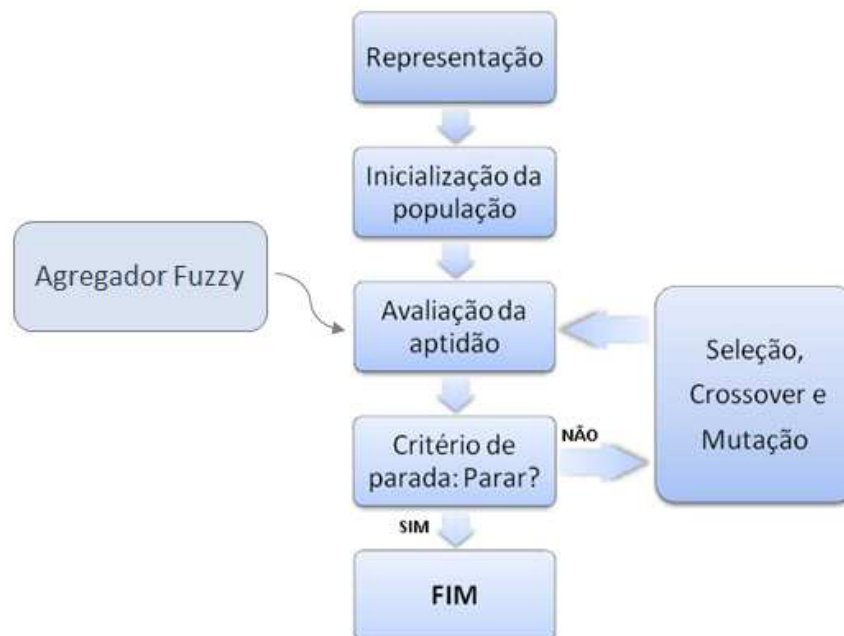 Representação
Inicialização da
população
Agregador Fuzzy
Avaliação da
aptidão
Seleção,
Crossover e
Mutação
Critério de
parada: Parar?
NÃO
SIM
FIM